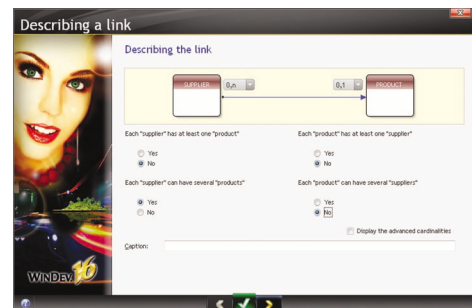 Describing a link
Describing the link
SUPPLIER 0,n 0,1 PRODUCT
Each "supplier" has at least one "product"
Yes
No
Each "product" has at least one "supplier"
Yes
No
Each "supplier" can have several "products"
Yes
No
Each "product" can have several "suppliers"
Yes
No
Display the advanced cardinalities
Caption:
WINDEV 16